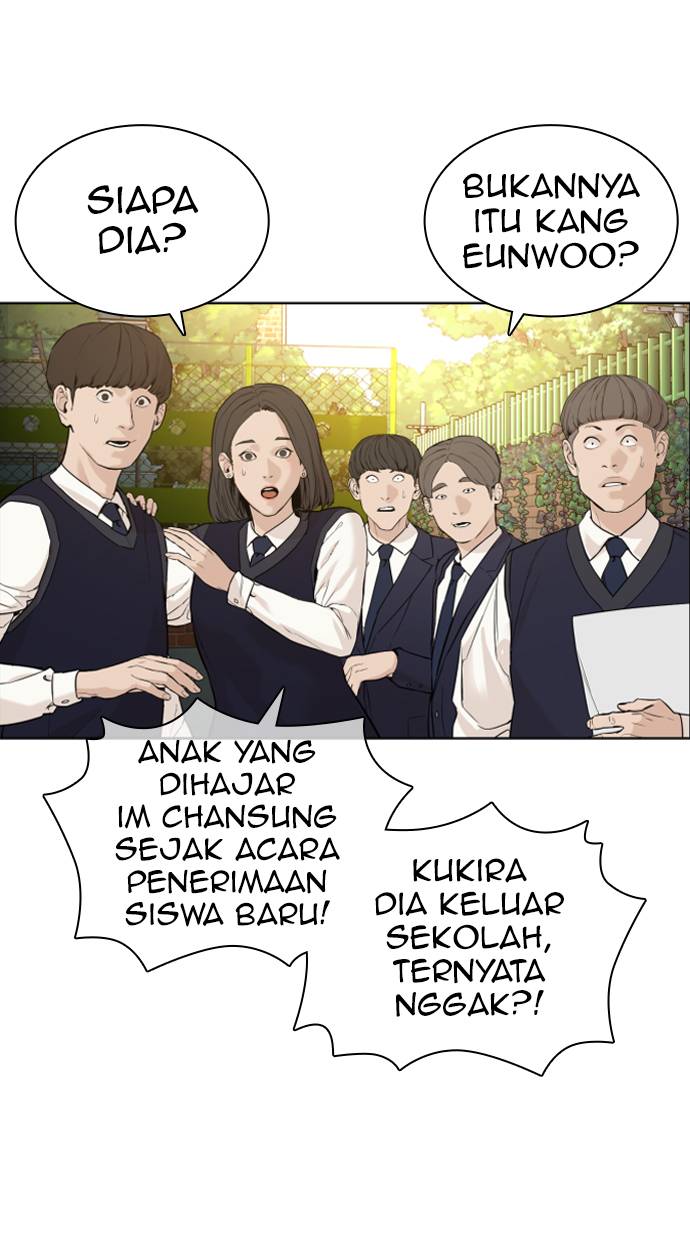 SIAPA
DIA?
BUKANNYA
ITU KANG
EUNWOO?
ANAK YANG
DIHAJAR
IM CHANSUNG
SEJAK ACARA
PENERIMAAN
SISWA BARU!
KUKIRA
DIA KELUAR
SEKOLAH,
TERNYATA
NGGAK?!